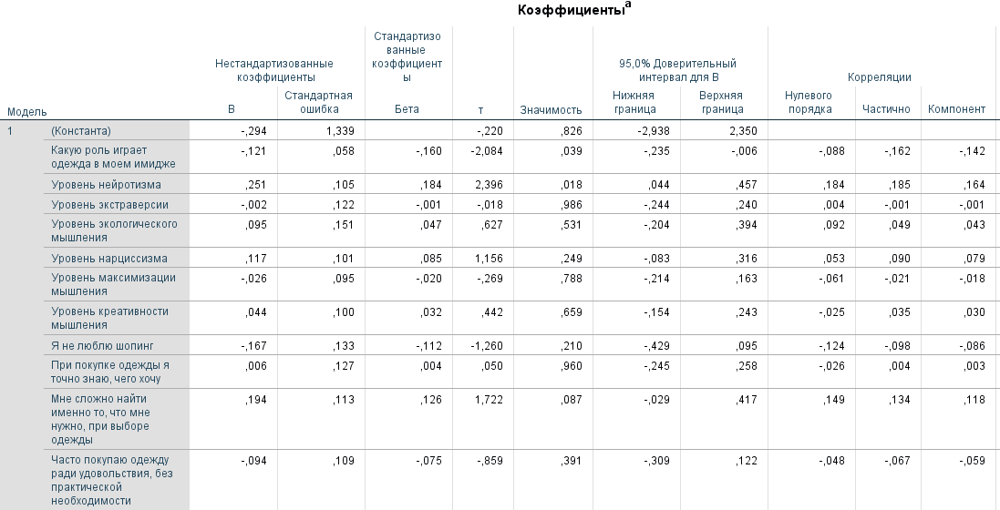 Коэффициентыa
Модель Нестандартизованные коэффициенты Стандартизованные коэффициенты т Значимость 95,0% Доверительный интервал для B Корреляции
B Стандартная ошибка Бета Нижняя граница Верхняя граница Нулевого порядка Частично Компонент
1 (Константа) -,294 1,339 -,220 ,826 -2,938 2,350
Какую роль играет одежда в моем имидже -,121 ,058 -,160 -2,084 ,039 -,235 -,006 -,088 -,162 -,142
Уровень нейротизма ,251 ,105 ,184 2,396 ,018 ,044 ,457 ,184 ,185 ,164
Уровень экстраверсии -,002 ,122 -,001 -,018 ,986 -,244 ,240 ,004 -,001 -,001
Уровень экологического мышления ,095 ,151 ,047 ,627 ,531 -,204 ,394 ,092 ,049 ,043
Уровень нарциссизма ,117 ,101 ,085 1,156 ,249 -,083 ,316 ,053 ,090 ,079
Уровень максимизации мышления -,026 ,095 -,020 -,269 ,788 -,214 ,163 -,061 -,021 -,018
Уровень креативности мышления ,044 ,100 ,032 ,442 ,659 -,154 ,243 -,025 ,035 ,030
Я не люблю шопинг -,167 ,133 -,112 -1,260 ,210 -,429 ,095 -,124 -,098 -,086
При покупке одежды я точно знаю, чего хочу ,006 ,127 ,004 ,050 ,960 -,245 ,258 -,026 ,004 ,003
Мне сложно найти именно то, что мне нужно, при выборе одежды ,194 ,113 ,126 1,722 ,087 -,029 ,417 ,149 ,134 ,118
Часто покупаю одежду ради удовольствия, без практической необходимости -,094 ,109 -,075 -,859 ,391 -,309 ,122 -,048 -,067 -,059